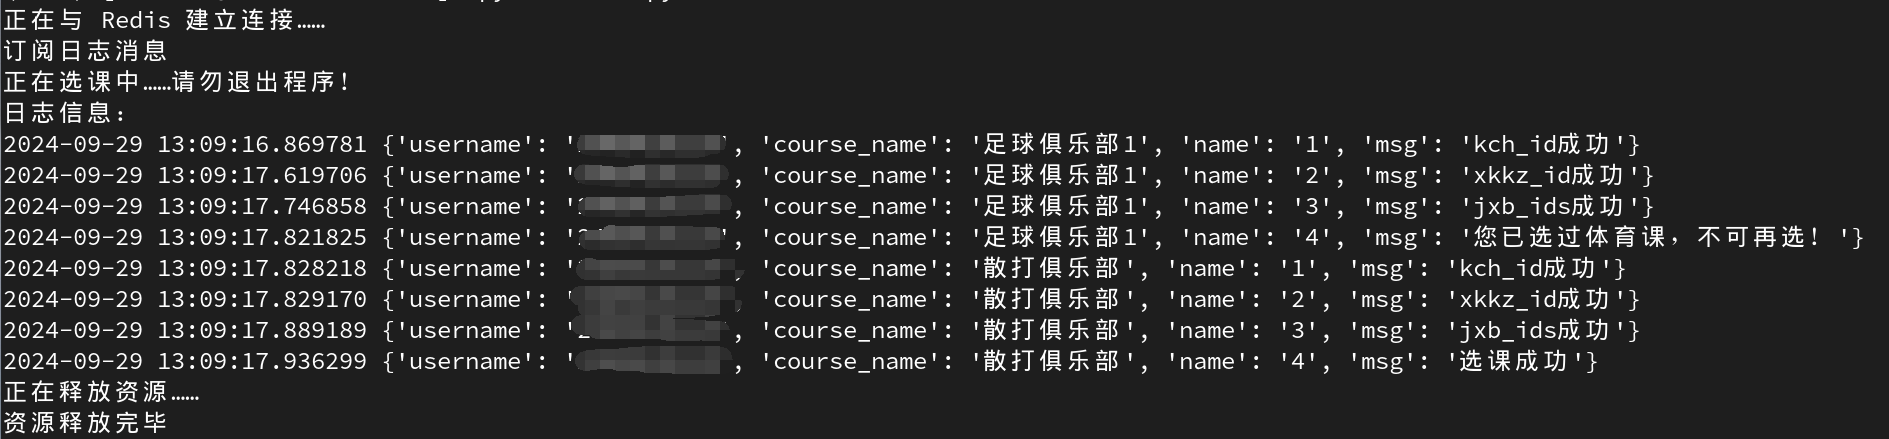 正在与 Redis 建立连接……
订阅日志消息
正在选课中……请勿退出程序！
日志信息：
2024-09-29 13:09:16.869781 {'username': '', 'course_name': '足球俱乐部1', 'name': '1', 'msg': 'kch_id成功'}
2024-09-29 13:09:17.619706 {'username': '', 'course_name': '足球俱乐部1', 'name': '2', 'msg': 'xkkz_id成功'}
2024-09-29 13:09:17.746858 {'username': '', 'course_name': '足球俱乐部1', 'name': '3', 'msg': 'jxb_ids成功'}
2024-09-29 13:09:17.821825 {'username': '', 'course_name': '足球俱乐部1', 'name': '4', 'msg': '您已选过体育课，不可再选！'}
2024-09-29 13:09:17.828218 {'username': '', 'course_name': '散打俱乐部', 'name': '1', 'msg': 'kch_id成功'}
2024-09-29 13:09:17.829170 {'username': '', 'course_name': '散打俱乐部', 'name': '2', 'msg': 'xkkz_id成功'}
2024-09-29 13:09:17.889189 {'username': '', 'course_name': '散打俱乐部', 'name': '3', 'msg': 'jxb_ids成功'}
2024-09-29 13:09:17.936299 {'username': '', 'course_name': '散打俱乐部', 'name': '4', 'msg': '选课成功'}
正在释放资源……
资源释放完毕